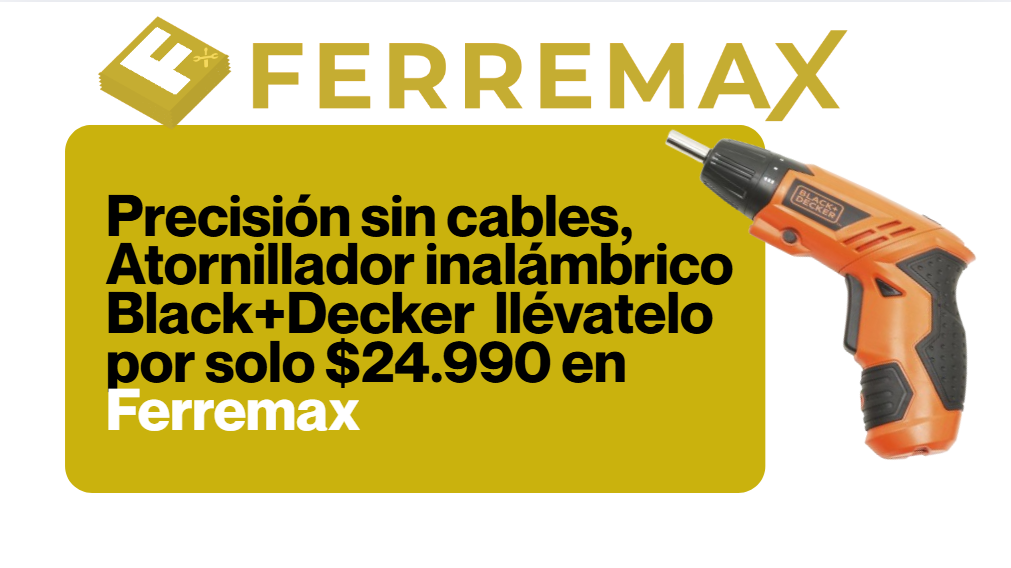 F FERREMAX
Precisión sin cables,
Atornillador inalámbrico
Black+Decker  llévatelo
por solo $24.990 en
Ferremax
BLACK+
DECKER